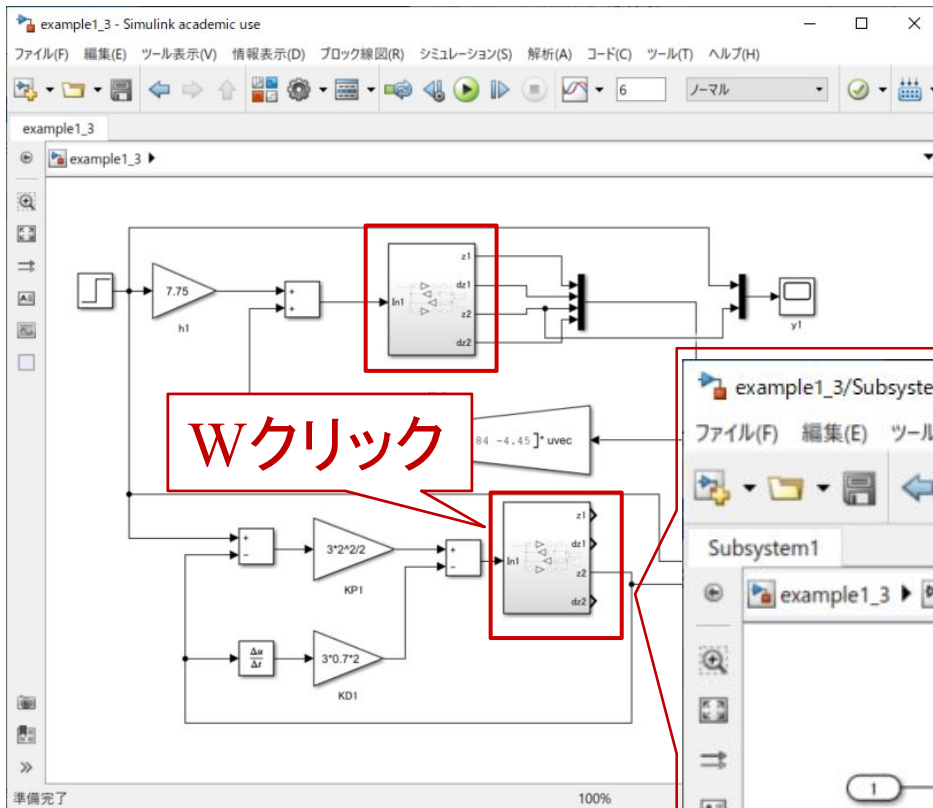 example1_3 - Simulink academic use
ファイル(F) 編集(E) ツール表示(V) 情報表示(D) ブロック線図(R) シミュレーション(S) 解析(A) コード(C) ツール(T) ヘルプ(H)
6 ノーマル
example1_3
example1_3
7.75
h1
+
+
In1
z1
dz1
z2
dz2
y1
84 -4.45 ]* uvec
Wクリック
+
−
3*2^2/2
KP1
+
−
In1
z1
dz1
z2
dz2
Δu
Δt
3*0.7*2
KD1
準備完了
100%
example1_3/Subsyste
ファイル(F) 編集(E) ツール
Subsystem1
example1_3
1